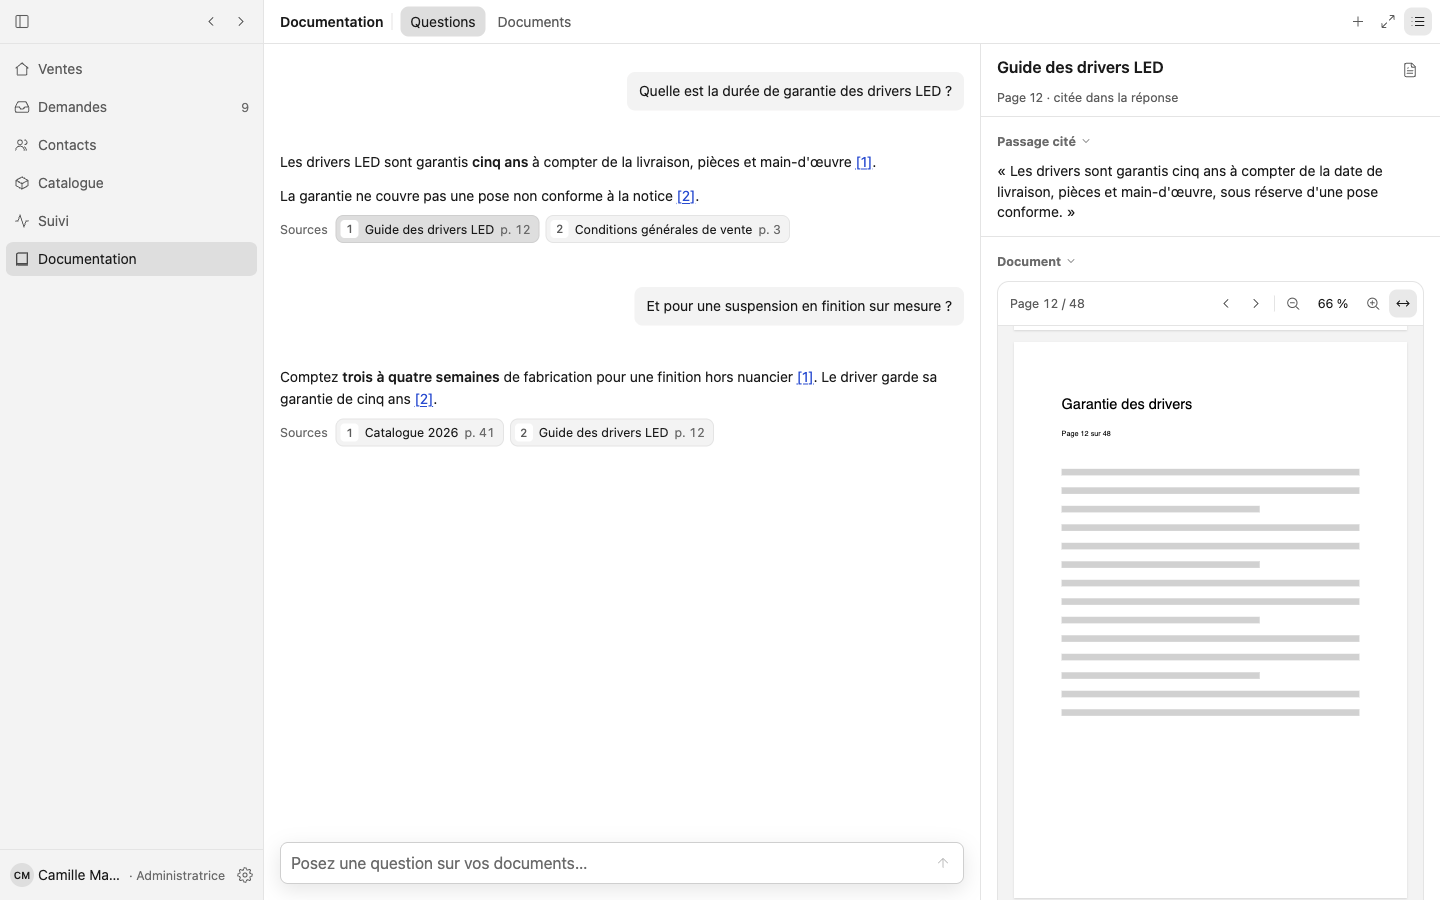 Ventes
Demandes 9
Contacts
Catalogue
Suivi
Documentation
CM Camille Ma... · Administratrice
Documentation Questions Documents
Quelle est la durée de garantie des drivers LED ?
Les drivers LED sont garantis cinq ans à compter de la livraison, pièces et main-d'œuvre [1].
La garantie ne couvre pas une pose non conforme à la notice [2].
Sources 1 Guide des drivers LED p. 12 2 Conditions générales de vente p. 3
Et pour une suspension en finition sur mesure ?
Comptez trois à quatre semaines de fabrication pour une finition hors nuancier [1]. Le driver garde sa
garantie de cinq ans [2].
Sources 1 Catalogue 2026 p. 41 2 Guide des drivers LED p. 12
Posez une question sur vos documents...
Guide des drivers LED
Page 12 · citée dans la réponse
Passage cité
« Les drivers sont garantis cinq ans à compter de la date de
livraison, pièces et main-d'œuvre, sous réserve d'une pose
conforme. »
Document
Page 12 / 48 66 %
Garantie des drivers
Page 12 sur 48